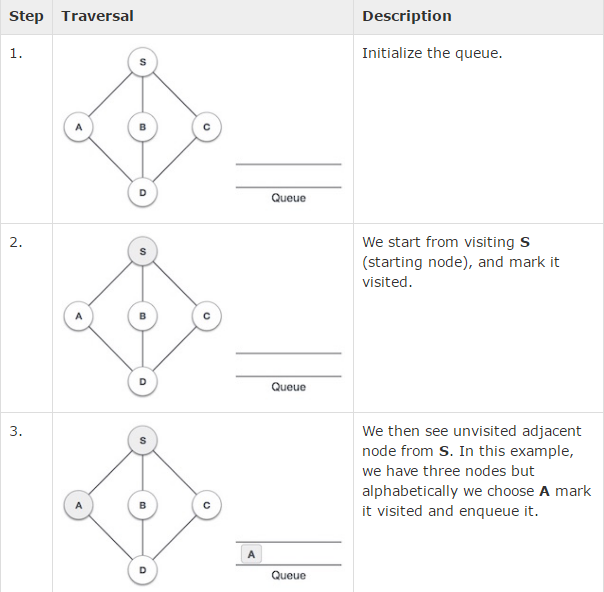 Step Traversal Description
1.
S
A B C
D
Queue
Initialize the queue.
2.
S
A B C
D
Queue
We start from visiting S
(starting node), and mark it
visited.
3.
S
A B C
D
A
Queue
We then see unvisited adjacent
node from S. In this example,
we have three nodes but
alphabetically we choose A mark
it visited and enqueue it.